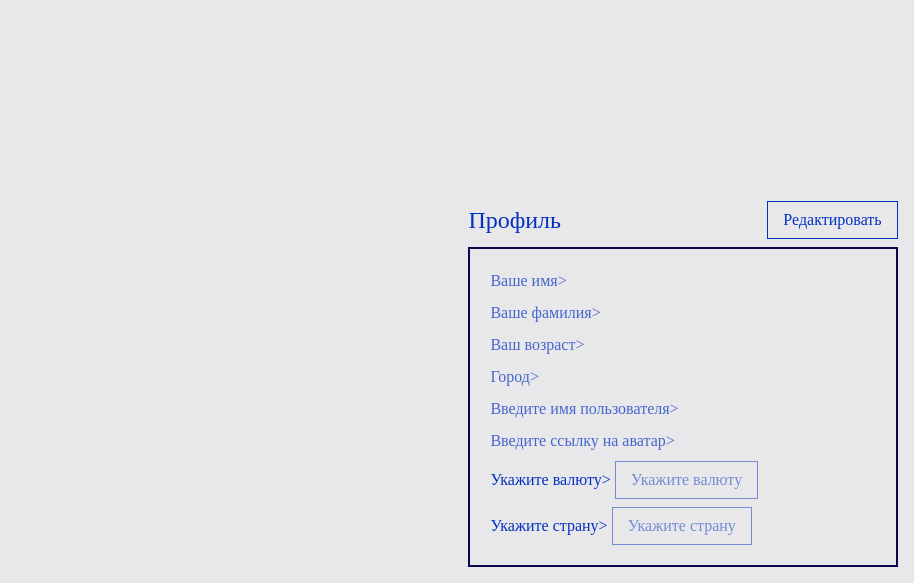 Профиль
Редактировать
Ваше имя>
Ваше фамилия>
Ваш возраст>
Город>
Введите имя пользователя>
Введите ссылку на аватар>
Укажите валюту> Укажите валюту
Укажите страну> Укажите страну